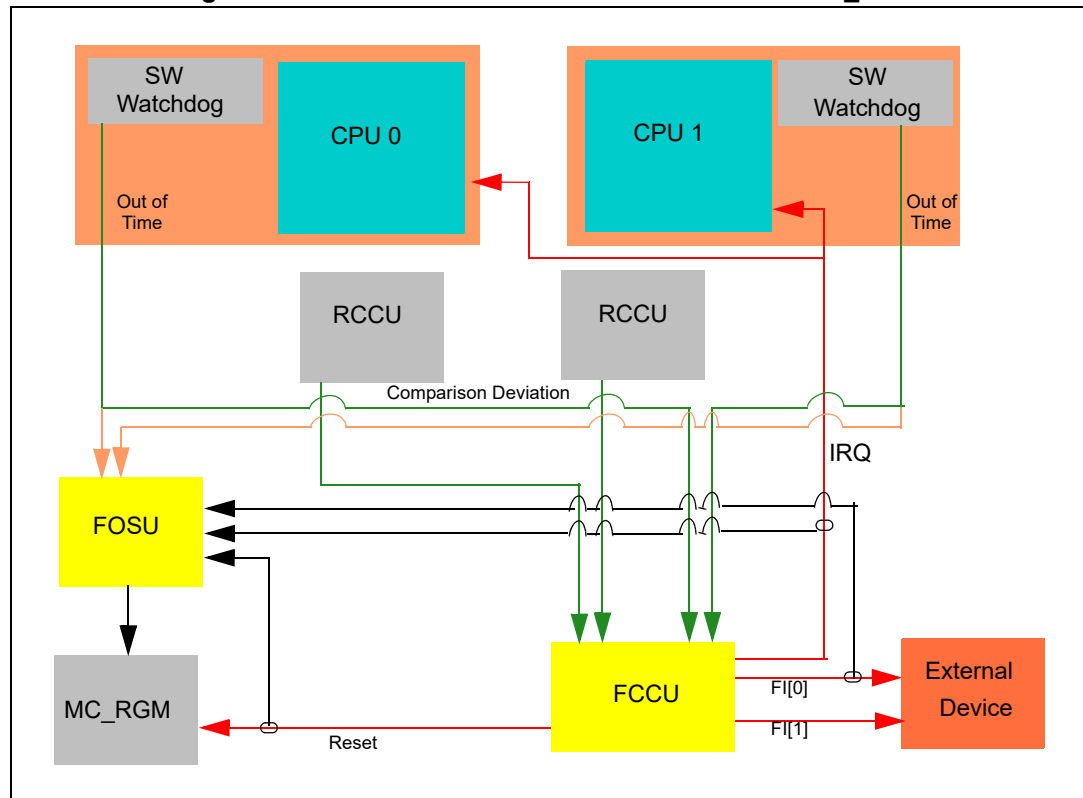 SW
Watchdog
CPU 0
CPU 1
SW
Watchdog
Out of
Time
Out of
Time
RCCU
RCCU
Comparison Deviation
IRQ
FOSU
MC_RGM
Reset
FCCU
FI[0]
FI[1]
External
Device